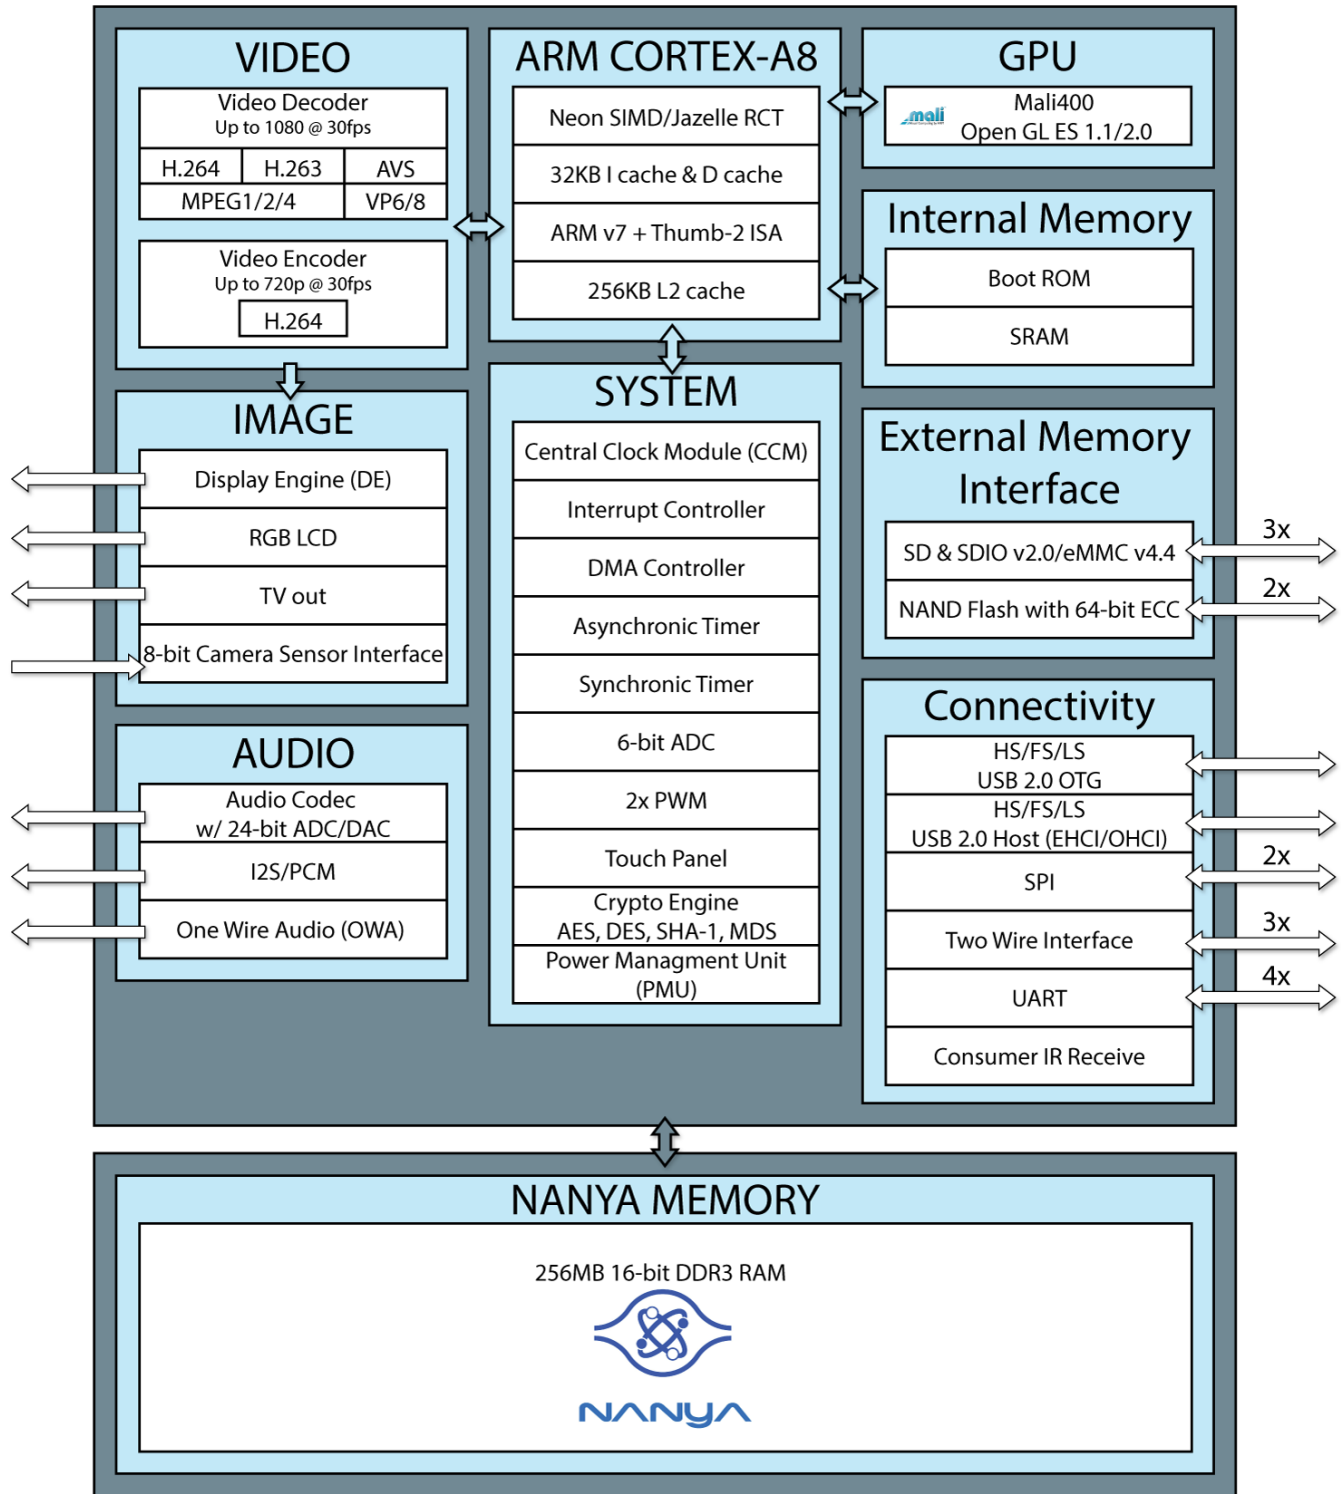 VIDEO
Video Decoder
Up to 1080 @ 30fps
H.264
H.263
AVS
MPEG1/2/4
VP6/8
Video Encoder
Up to 720p @ 30fps
H.264
IMAGE
Display Engine (DE)
RGB LCD
TV out
8-bit Camera Sensor Interface
AUDIO
Audio Codec
w/ 24-bit ADC/DAC
I2S/PCM
One Wire Audio (OWA)
ARM CORTEX-A8
Neon SIMD/Jazelle RCT
32KB I cache & D cache
ARM v7 + Thumb-2 ISA
256KB L2 cache
SYSTEM
Central Clock Module (CCM)
Interrupt Controller
DMA Controller
Asynchronic Timer
Synchronic Timer
6-bit ADC
2x PWM
Touch Panel
Crypto Engine
AES, DES, SHA-1, MDS
Power Managment Unit
(PMU)
GPU
mali
Mali400
Open GL ES 1.1/2.0
Internal Memory
Boot ROM
SRAM
External Memory
Interface
SD & SDIO v2.0/eMMC v4.4
3x
NAND Flash with 64-bit ECC
2x
Connectivity
HS/FS/LS
USB 2.0 OTG
HS/FS/LS
USB 2.0 Host (EHCI/OHCI)
SPI
2x
Two Wire Interface
3x
UART
4x
Consumer IR Receive
NANYA MEMORY
256MB 16-bit DDR3 RAM
NANYA